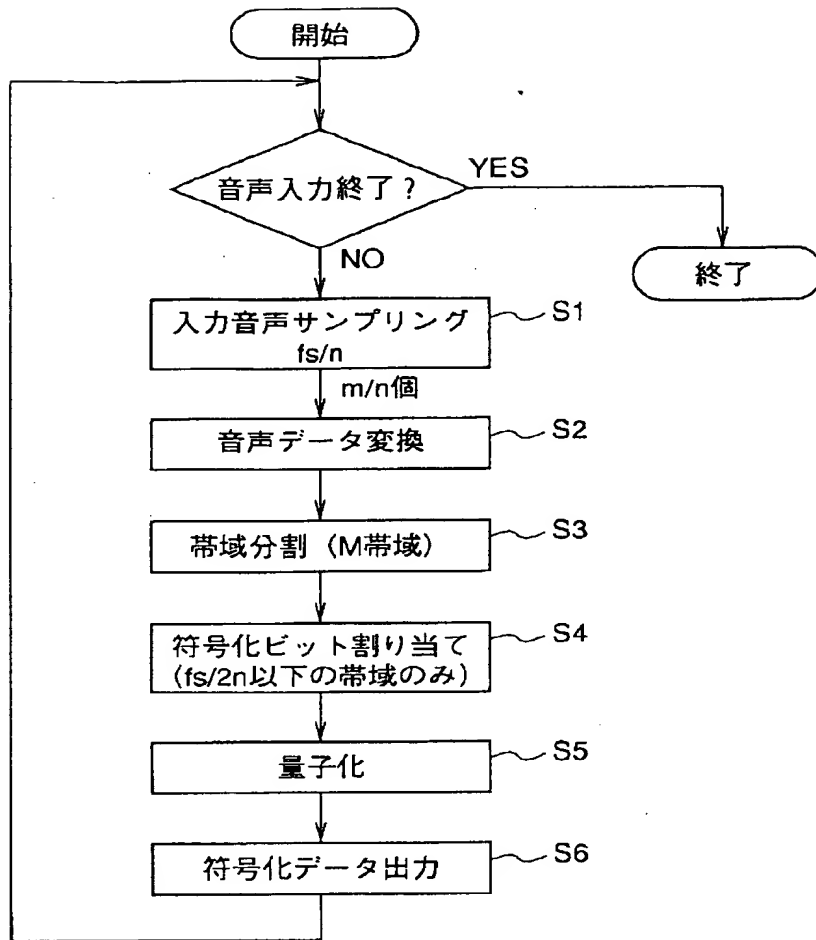 開始
音声入力終了?
YES
NO
終了
入力音声サンプリング
fs/n
S1
m/n個
音声データ変換
S2
帯域分割(M帯域)
S3
符号化ビット割り当て
(fs/2n以下の帯域のみ)
S4
量子化
S5
符号化データ出力
S6